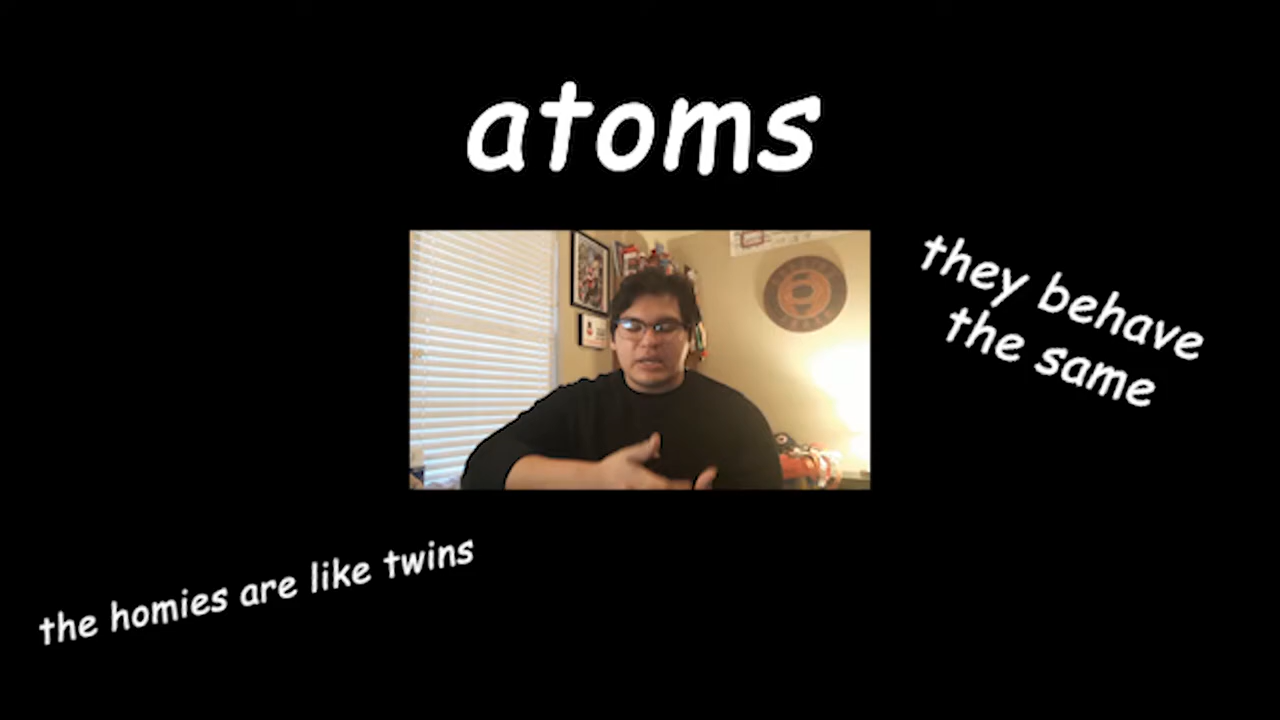 atoms
they behave
the same
the homies are like twins